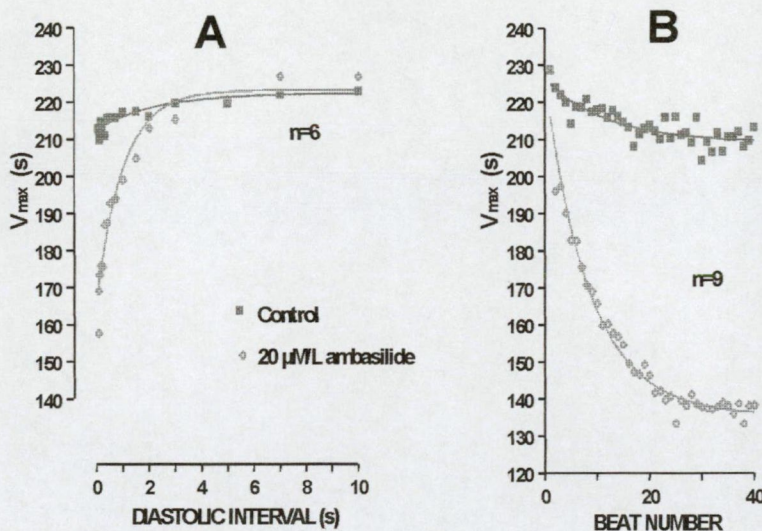 A
240
230
220
210
200
190
180
170
160
150
140
Vmax (s)
n=6
Control
20 µM/L ambasilide
0 2 4 6 8 10
DIASTOLIC INTERVAL (s)
B
240
230
220
210
200
190
180
170
160
150
140
130
120
Vmax (s)
n=9
0 20 40
BEAT NUMBER